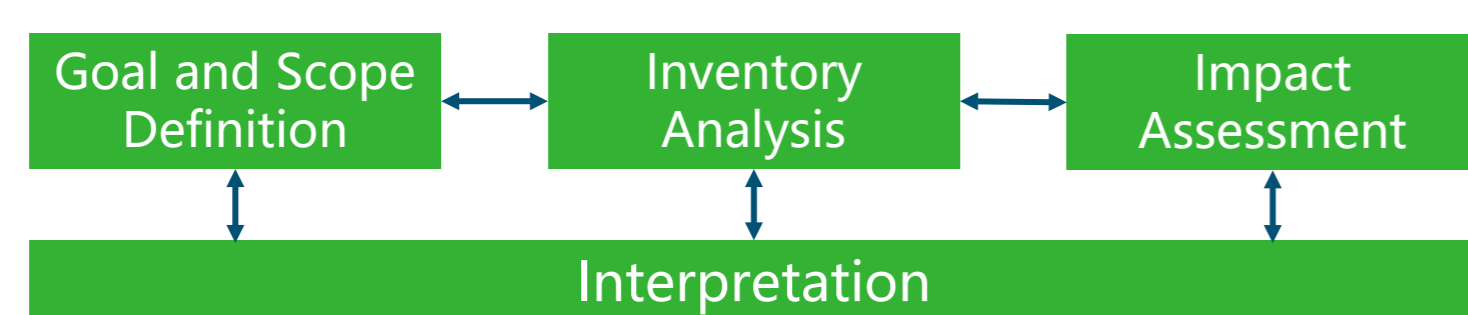 Goal and Scope
Definition
Inventory
Analysis
Impact
Assessment
Interpretation